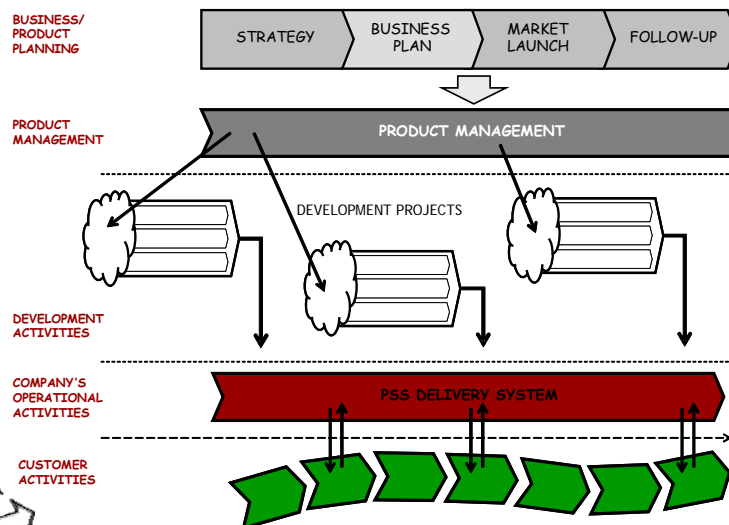 BUSINESS/
PRODUCT
PLANNING
STRATEGY
BUSINESS
PLAN
MARKET
LAUNCH
FOLLOW-UP
PRODUCT
MANAGEMENT
PRODUCT MANAGEMENT
DEVELOPMENT PROJECTS
DEVELOPMENT
ACTIVITIES
COMPANY'S
OPERATIONAL
ACTIVITIES
PSS DELIVERY SYSTEM
CUSTOMER
ACTIVITIES